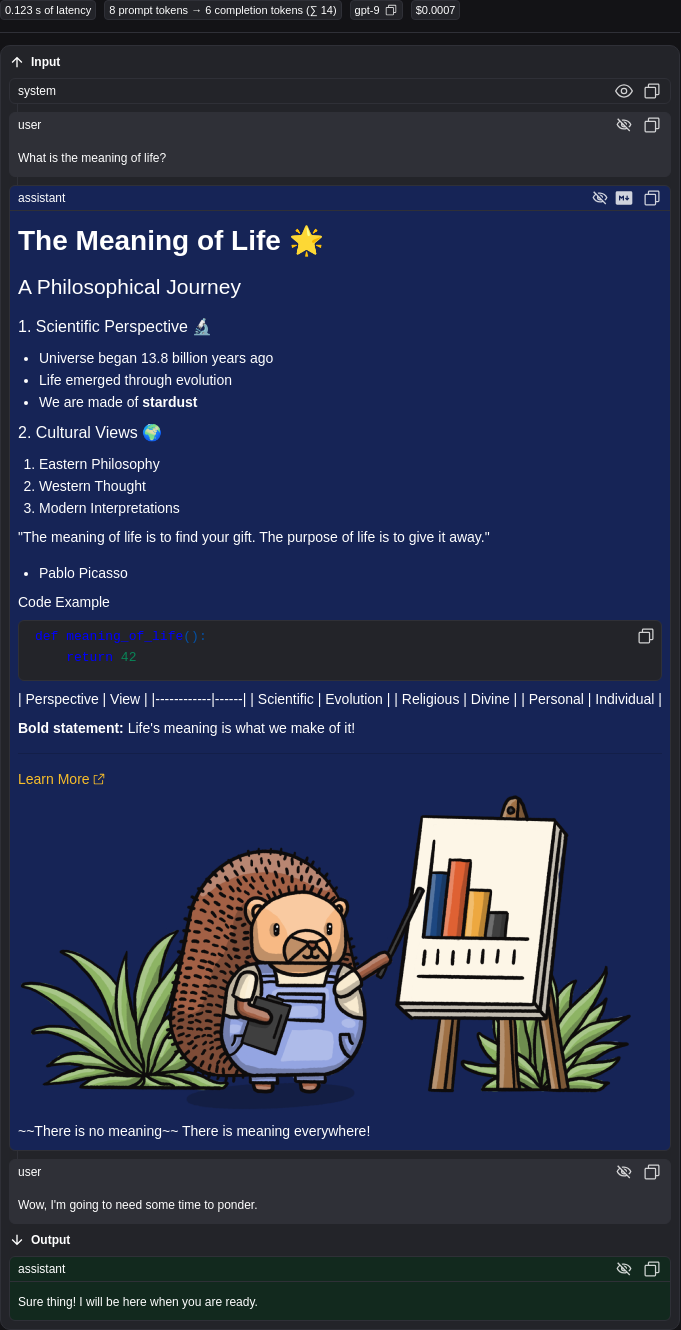 0.123 s of latency 8 prompt tokens → 6 completion tokens (∑ 14) gpt-9 $0.0007
Input
system
user
What is the meaning of life?
assistant
The Meaning of Life 🌟
A Philosophical Journey
1. Scientific Perspective 🔬
• Universe began 13.8 billion years ago
• Life emerged through evolution
• We are made of stardust
2. Cultural Views 🌍
1. Eastern Philosophy
2. Western Thought
3. Modern Interpretations
"The meaning of life is to find your gift. The purpose of life is to give it away."
• Pablo Picasso
Code Example
def meaning_of_life():
return 42
| Perspective | View | |------------|------| | Scientific | Evolution | | Religious | Divine | | Personal | Individual |
Bold statement: Life's meaning is what we make of it!
Learn More
~~There is no meaning~~ There is meaning everywhere!
user
Wow, I'm going to need some time to ponder.
Output
assistant
Sure thing! I will be here when you are ready.